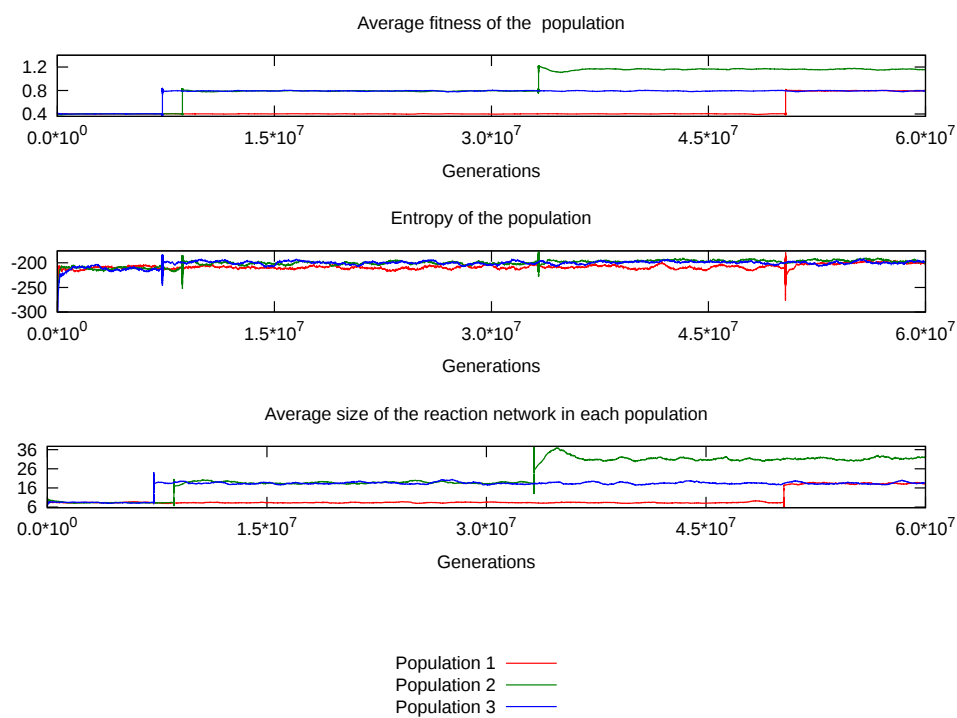 Average fitness of the  population
1.2
0.8
0.4
0.0*10^0 1.5*10^7 3.0*10^7 4.5*10^7 6.0*10^7
Generations
Entropy of the population
-200
-250
-300
0.0*10^0 1.5*10^7 3.0*10^7 4.5*10^7 6.0*10^7
Generations
Average size of the reaction network in each population
36
26
16
6
0.0*10^0 1.5*10^7 3.0*10^7 4.5*10^7 6.0*10^7
Generations
Population 1
Population 2
Population 3